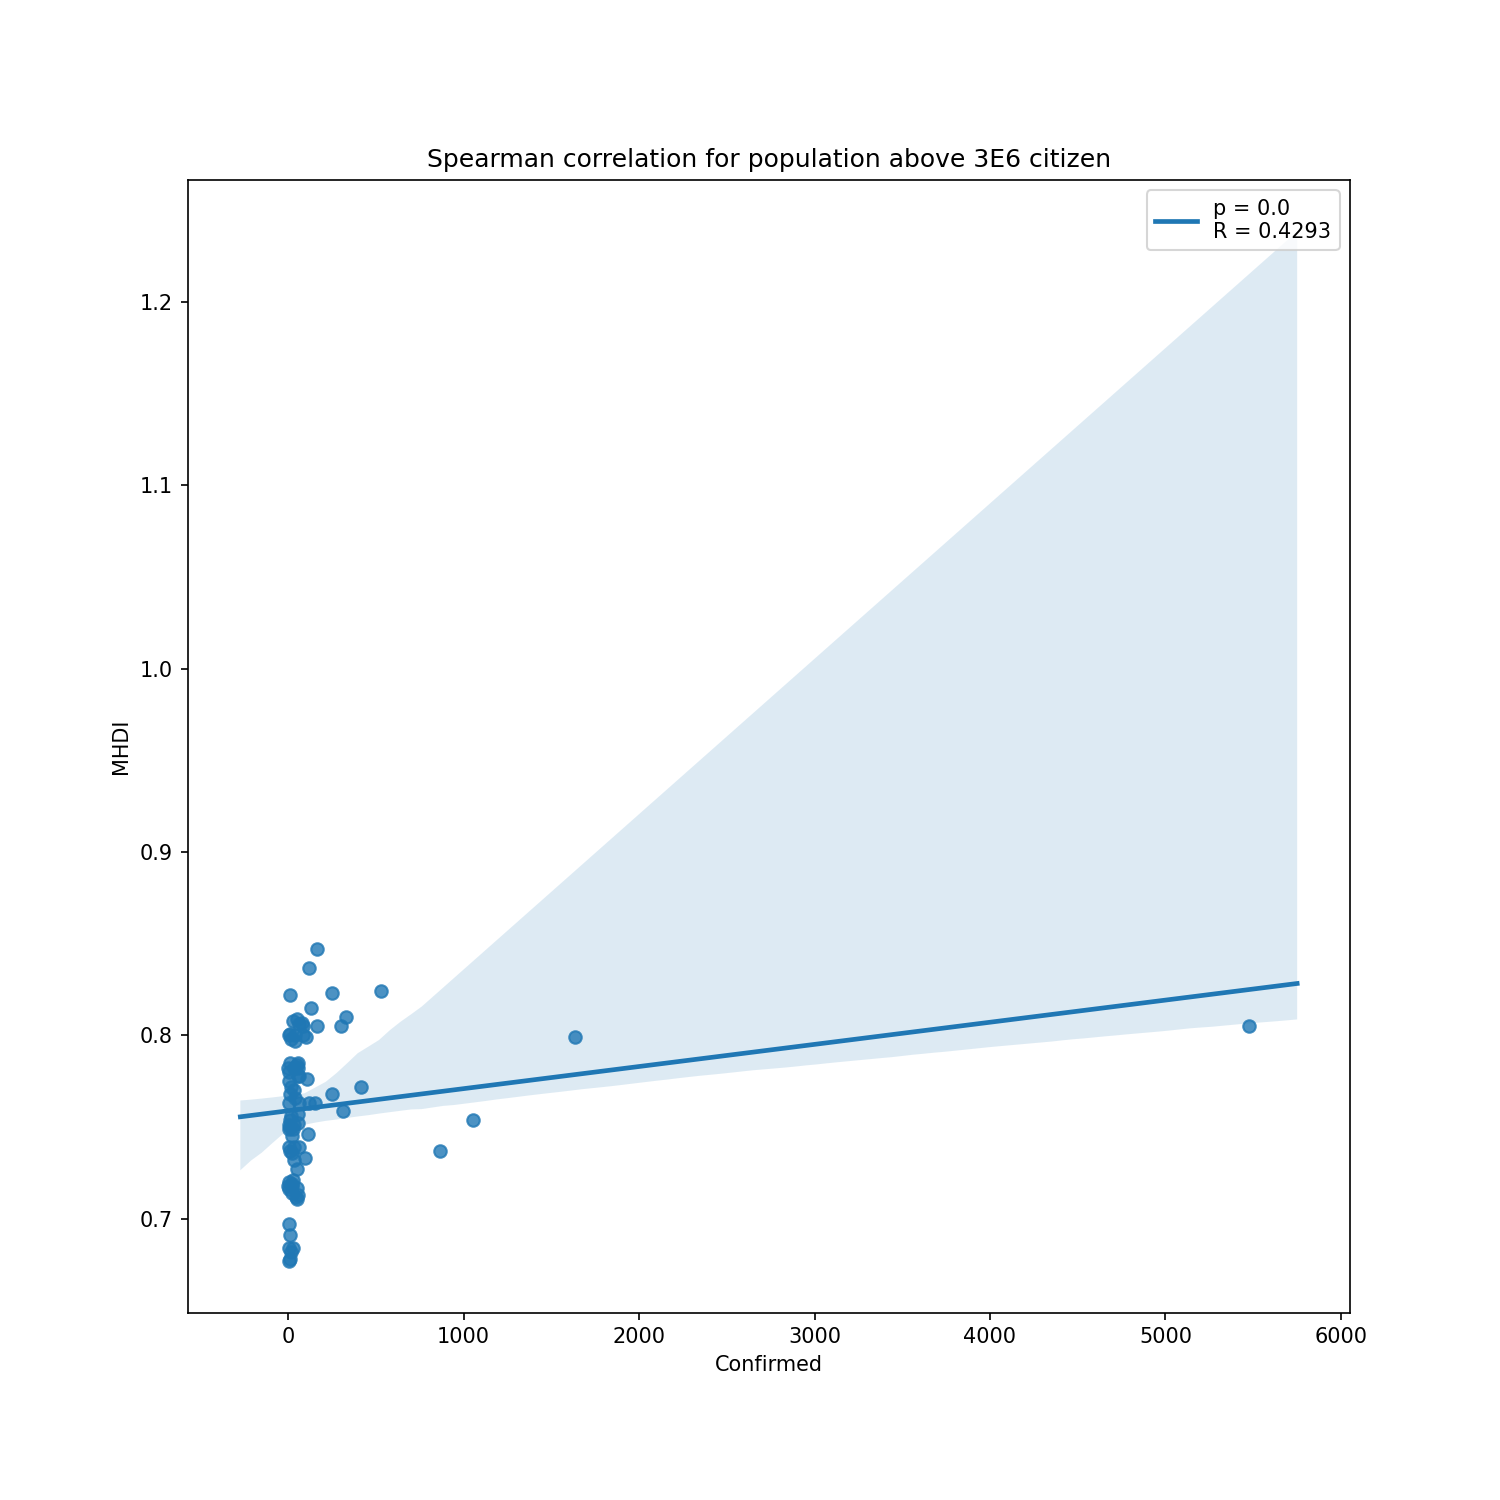 Spearman correlation for population above 3E6 citizen
p = 0.0
R = 0.4293
1.2
1.1
1.0
0.9
0.8
0.7
MHDI
0
1000
2000
3000
4000
5000
6000
Confirmed